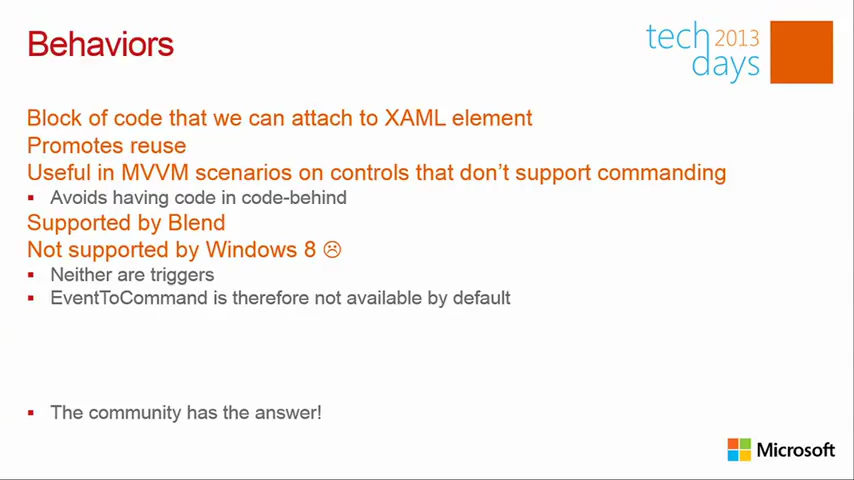 Behaviors
tech 2013
days
Block of code that we can attach to XAML element
Promotes reuse
Useful in MVVM scenarios on controls that don't support commanding
▪ Avoids having code in code-behind
Supported by Blend
Not supported by Windows 8 ☹
▪ Neither are triggers
▪ EventToCommand is therefore not available by default
▪ The community has the answer!
Microsoft